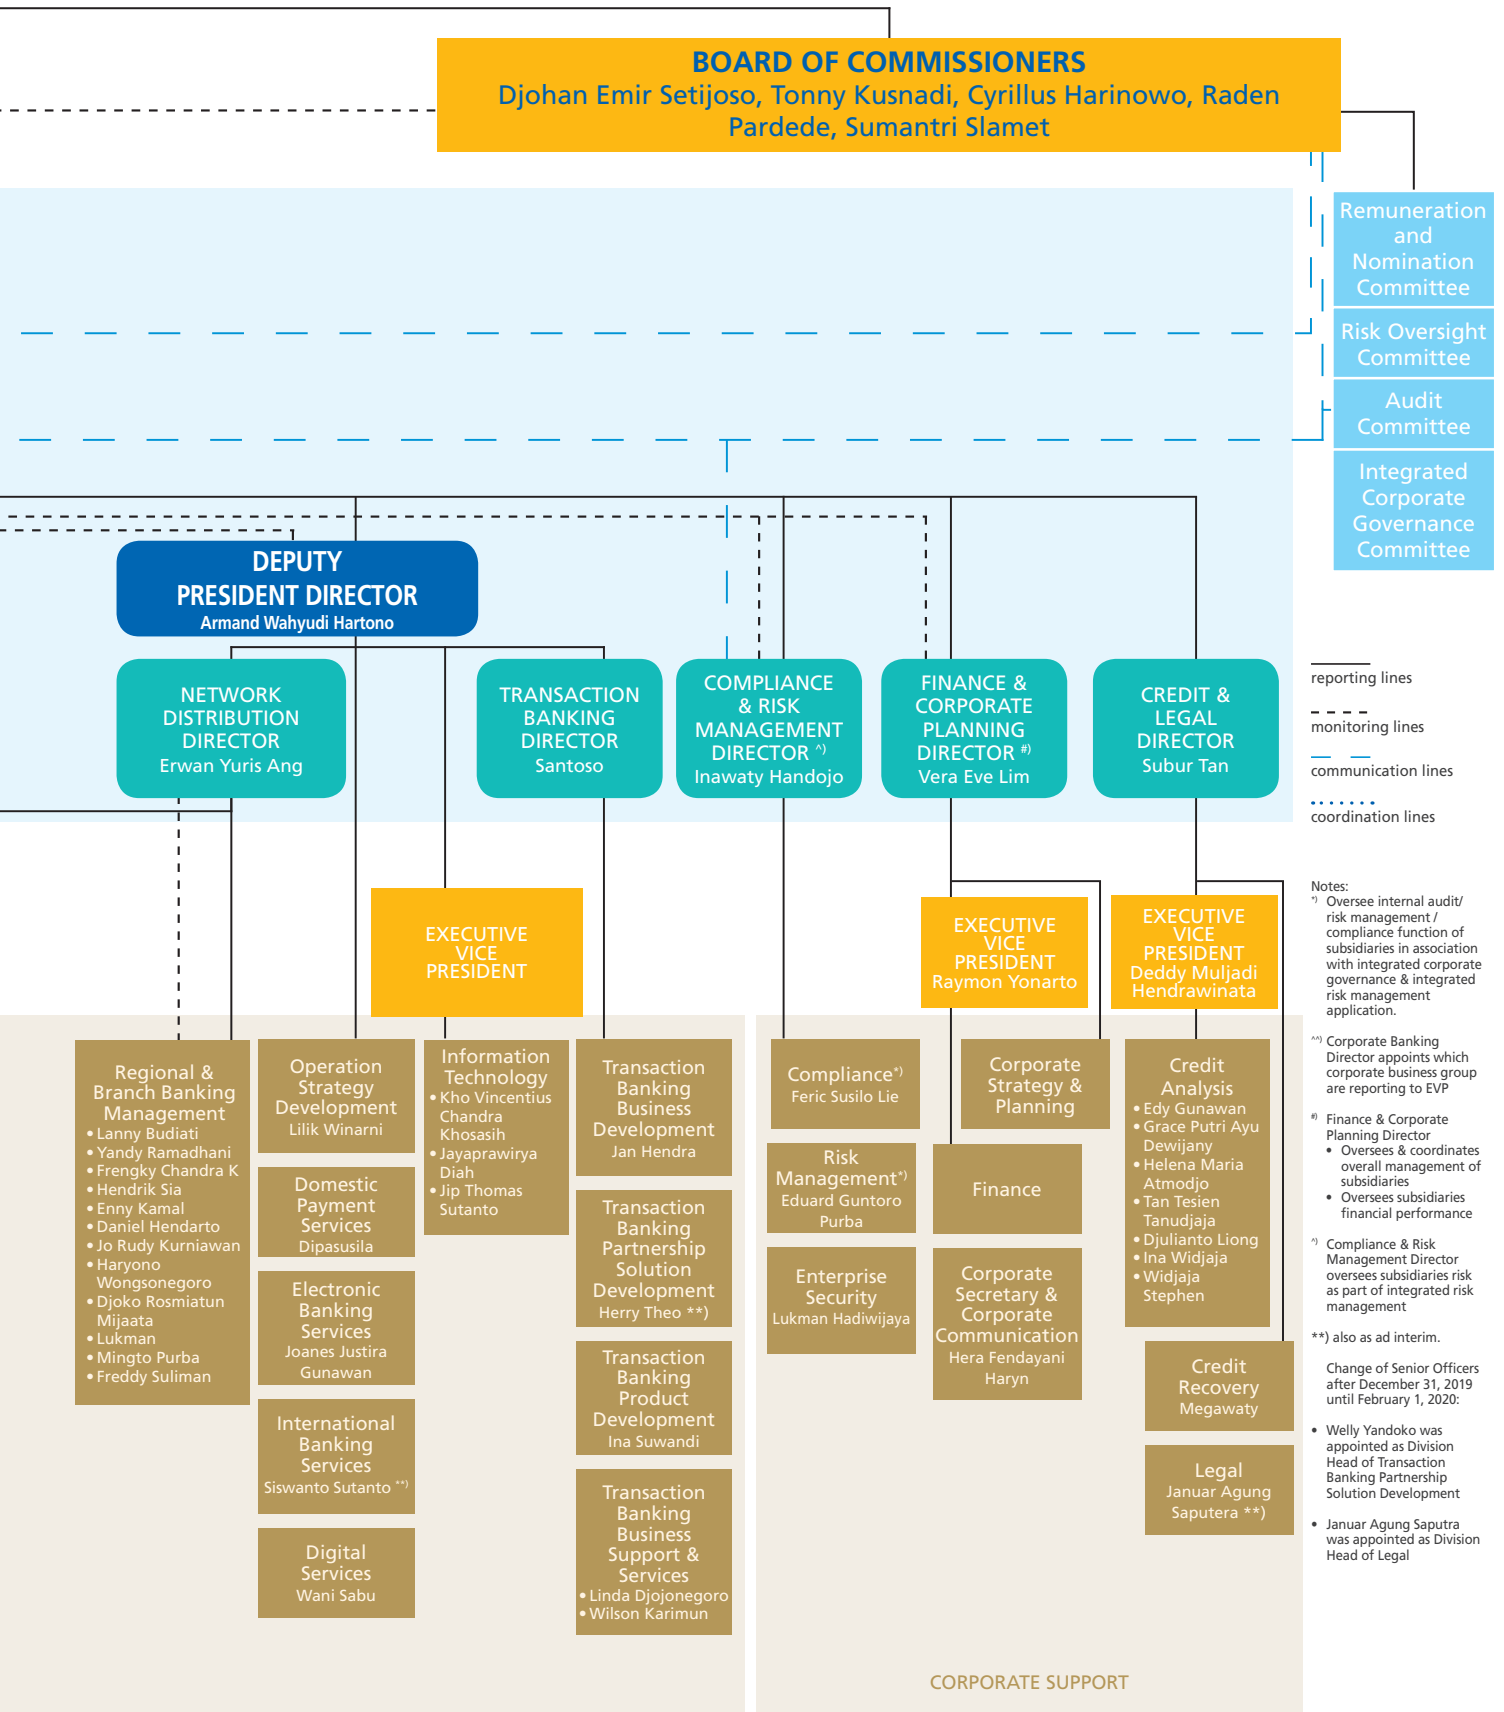 BOARD OF COMMISSIONERS
Djohan Emir Setijoso, Tonny Kusnadi, Cyrillus Harinowo, Raden
Pardede, Sumantri Slamet
Remuneration
and
Nomination
Committee
Risk Oversight
Committee
Audit
Committee
Integrated
Corporate
Governance
Committee
DEPUTY
PRESIDENT DIRECTOR
Armand Wahyudi Hartono
NETWORK
DISTRIBUTION
DIRECTOR
Erwan Yuris Ang
TRANSACTION
BANKING
DIRECTOR
Santoso
COMPLIANCE
& RISK
MANAGEMENT
DIRECTOR ^)
Inawaty Handojo
FINANCE &
CORPORATE
PLANNING
DIRECTOR #)
Vera Eve Lim
CREDIT &
LEGAL
DIRECTOR
Subur Tan
reporting lines
monitoring lines
communication lines
coordination lines
EXECUTIVE
VICE
PRESIDENT
EXECUTIVE
VICE
PRESIDENT
Raymon Yonarto
EXECUTIVE
VICE
PRESIDENT
Deddy Muljadi
Hendrawinata
Regional &
Branch Banking
Management
• Lanny Budiati
• Yandy Ramadhani
• Frengky Chandra K
• Hendrik Sia
• Enny Kamal
• Daniel Hendarto
• Jo Rudy Kurniawan
• Haryono
Wongsonegoro
• Djoko Rosmiatun
Mijaata
• Lukman
• Mingto Purba
• Freddy Suliman
Operation
Strategy
Development
Lilik Winarni
Domestic
Payment
Services
Dipasusila
Electronic
Banking
Services
Joanes Justira
Gunawan
International
Banking
Services
Siswanto Sutanto **)
Digital
Services
Wani Sabu
Information
Technology
• Kho Vincentius
Chandra
Khosasih
• Jayaprawirya
Diah
• Jip Thomas
Sutanto
Transaction
Banking
Business
Development
Jan Hendra
Transaction
Banking
Partnership
Solution
Development
Herry Theo **)
Transaction
Banking
Product
Development
Ina Suwandi
Transaction
Banking
Business
Support &
Services
• Linda Djojonegoro
• Wilson Karimun
Compliance*)
Feric Susilo Lie
Risk
Management*)
Eduard Guntoro
Purba
Enterprise
Security
Lukman Hadiwijaya
Corporate
Strategy &
Planning
Finance
Corporate
Secretary &
Corporate
Communication
Hera Fendayani
Haryn
Credit
Analysis
• Edy Gunawan
• Grace Putri Ayu
Dewijany
• Helena Maria
Atmodjo
• Tan Tesien
Tanudjaja
• Djulianto Liong
• Ina Widjaja
• Widjaja
Stephen
Credit
Recovery
Megawaty
Legal
Januar Agung
Saputera **)
CORPORATE SUPPORT
Notes:
*) Oversee internal audit/
risk management /
compliance function of
subsidiaries in association
with integrated corporate
governance & integrated
risk management
application.
^^) Corporate Banking
Director appoints which
corporate business group
are reporting to EVP
#) Finance & Corporate
Planning Director
• Oversees & coordinates
overall management of
subsidiaries
• Oversees subsidiaries
financial performance
^) Compliance & Risk
Management Director
oversees subsidiaries risk
as part of integrated risk
management
**) also as ad interim.
Change of Senior Officers
after December 31, 2019
until February 1, 2020:
• Welly Yandoko was
appointed as Division
Head of Transaction
Banking Partnership
Solution Development
• Januar Agung Saputra
was appointed as Division
Head of Legal